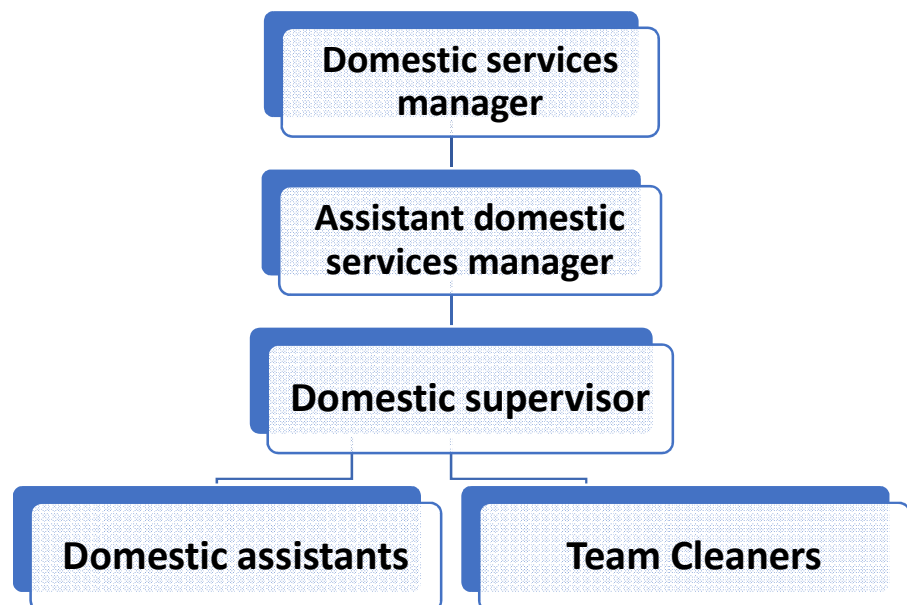 Domestic services
manager
Assistant domestic
services manager
Domestic supervisor
Domestic assistants
Team Cleaners